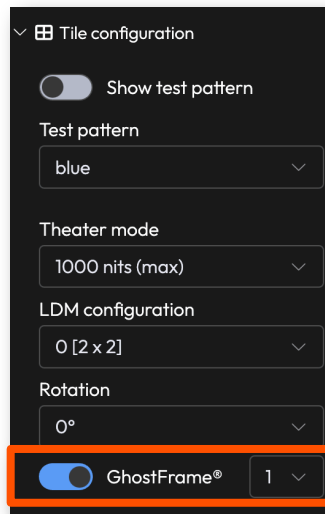 Tile configuration
Show test pattern
Test pattern
blue
Theater mode
1000 nits (max)
LDM configuration
0 [2 x 2]
Rotation
0°
GhostFrame® 1